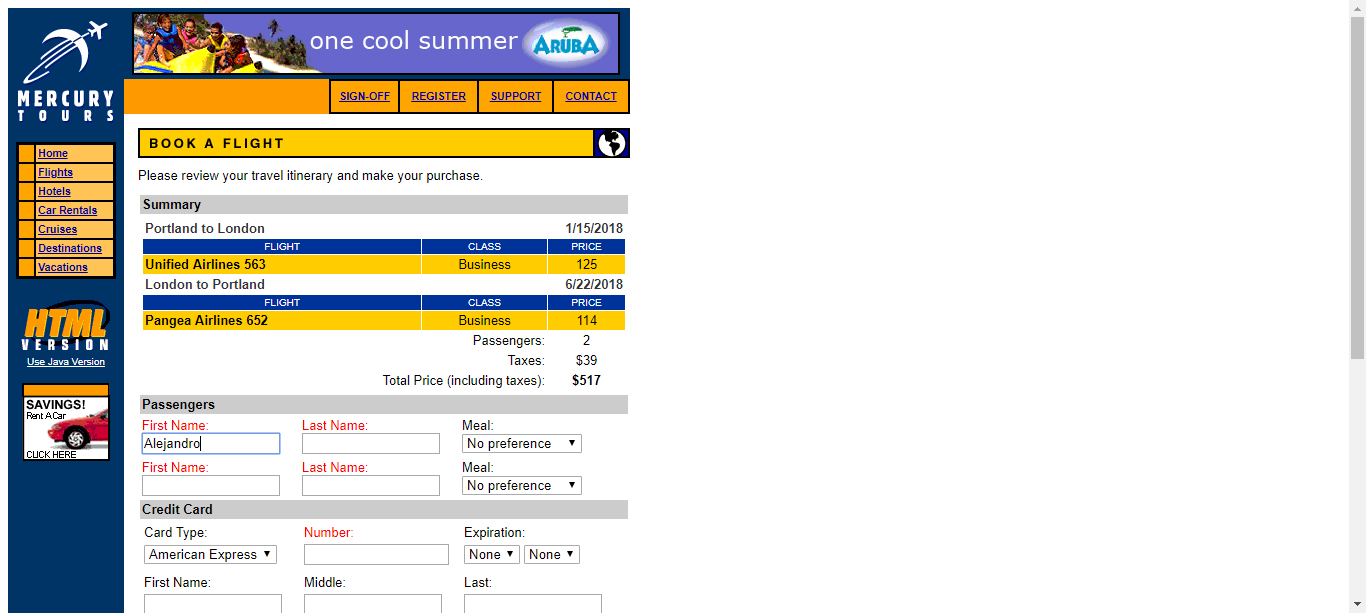 one cool summer ARUBA
MERCURY
TOURS
SIGN-OFF REGISTER SUPPORT CONTACT
Home
Flights
Hotels
Car Rentals
Cruises
Destinations
Vacations
HTML
VERSION
Use Java Version
SAVINGS!
Rent A Car
CLICK HERE
BOOK A FLIGHT
Please review your travel itinerary and make your purchase.
Summary
Portland to London 1/15/2018
FLIGHT CLASS PRICE
Unified Airlines 563 Business 125
London to Portland 6/22/2018
FLIGHT CLASS PRICE
Pangea Airlines 652 Business 114
Passengers: 2
Taxes: $39
Total Price (including taxes): $517
Passengers
First Name: Last Name: Meal:
Alejandro No preference
First Name: Last Name: Meal:
No preference
Credit Card
Card Type: Number: Expiration:
American Express None None
First Name: Middle: Last: